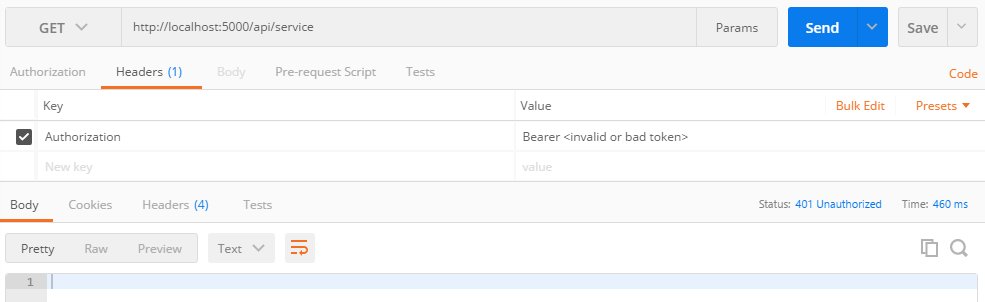 GET http://localhost:5000/api/service Params Send Save
Authorization Headers (1) Body Pre-request Script Tests Code
Key Value Bulk Edit Presets
Authorization Bearer <invalid or bad token>
New key value
Body Cookies Headers (4) Tests Status: 401 Unauthorized Time: 460 ms
Pretty Raw Preview Text
1